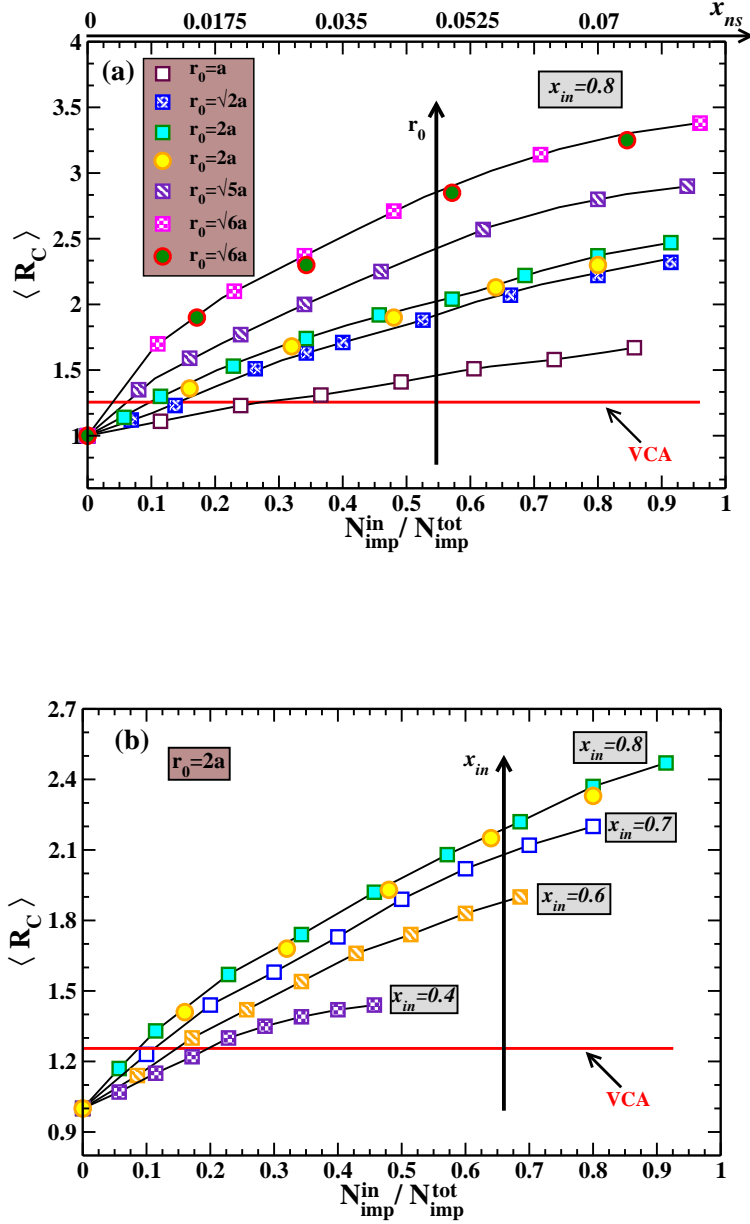 0 0.0175 0.035 0.0525 0.07 x_ns
(a)
r₀=a
r₀=√2a
r₀=2a
r₀=2a
r₀=√5a
r₀=√6a
r₀=√6a
x_in=0.8
r₀
4
3.5
3
2.5
2
1.5
1
⟨ R_C ⟩
VCA
0 0.1 0.2 0.3 0.4 0.5 0.6 0.7 0.8 0.9 1
N_imp^in / N_imp^tot
(b)
r₀=2a
x_in
x_in=0.8
x_in=0.7
x_in=0.6
x_in=0.4
2.7
2.4
2.1
1.8
1.5
1.2
0.9
⟨ R_C ⟩
VCA
0 0.1 0.2 0.3 0.4 0.5 0.6 0.7 0.8 0.9 1
N_imp^in / N_imp^tot